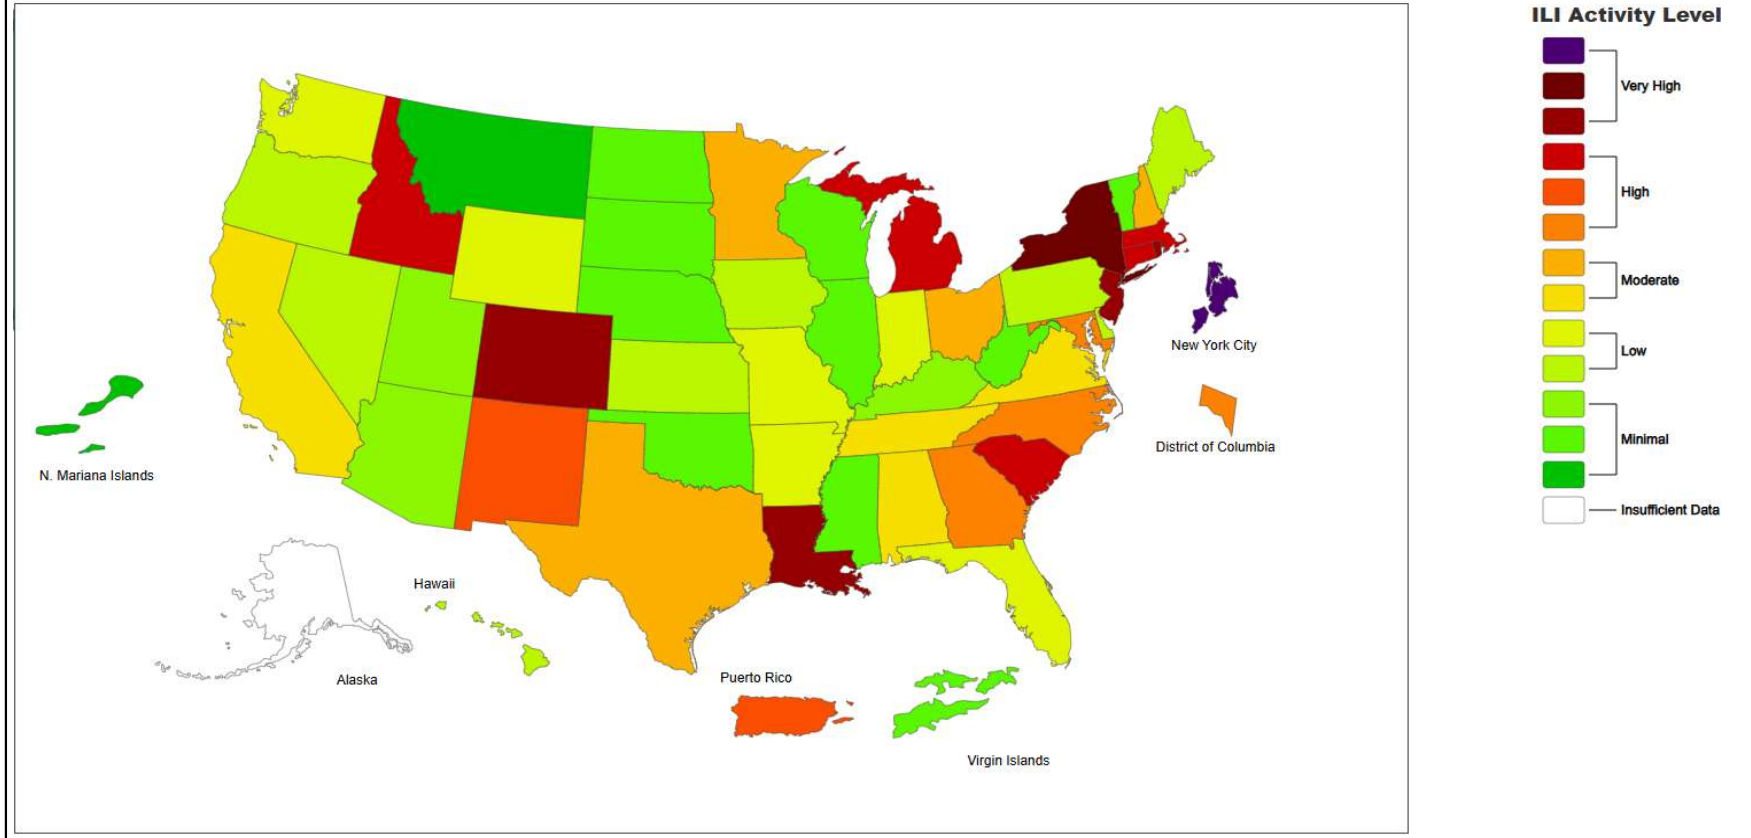 ILI Activity Level
Very High
High
Moderate
Low
Minimal
Insufficient Data
New York City
District of Columbia
N. Mariana Islands
Hawaii
Alaska
Puerto Rico
Virgin Islands